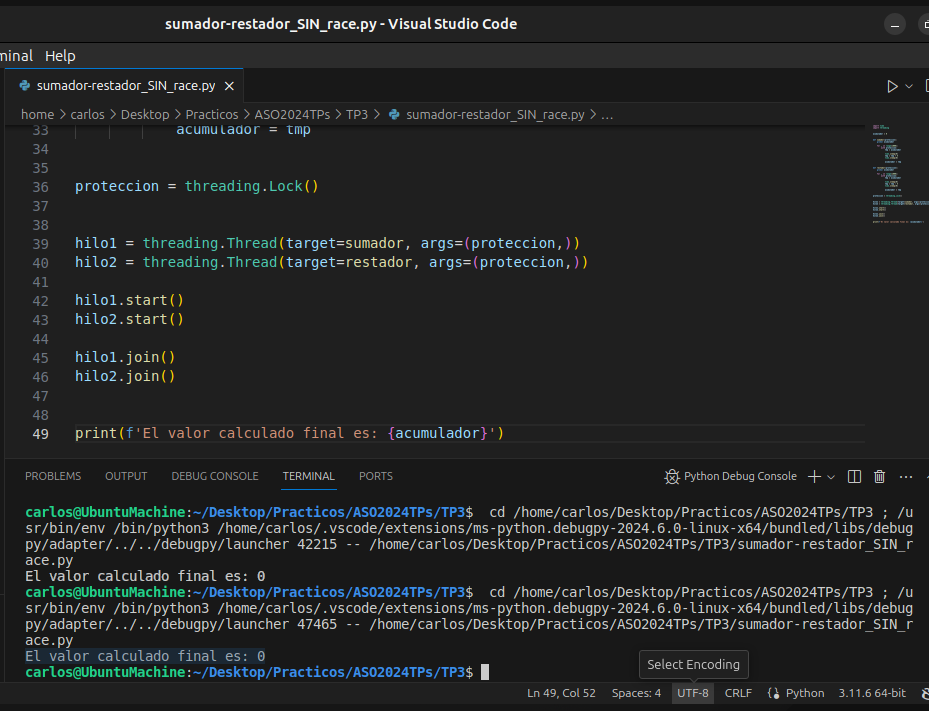 sumador-restador_SIN_race.py - Visual Studio Code
minal Help
sumador-restador_SIN_race.py
home > carlos > Desktop > Practicos > ASO2024TPs > TP3 > sumador-restador_SIN_race.py > ...
33 acumulador = tmp
34
35
36 proteccion = threading.Lock()
37
38
39 hilo1 = threading.Thread(target=sumador, args=(proteccion,))
40 hilo2 = threading.Thread(target=restador, args=(proteccion,))
41
42 hilo1.start()
43 hilo2.start()
44
45 hilo1.join()
46 hilo2.join()
47
48
49 print(f'El valor calculado final es: {acumulador}')
PROBLEMS OUTPUT DEBUG CONSOLE TERMINAL PORTS Python Debug Console
carlos@UbuntuMachine:~/Desktop/Practicos/ASO2024TPs/TP3$  cd /home/carlos/Desktop/Practicos/ASO2024TPs/TP3 ; /u
sr/bin/env /bin/python3 /home/carlos/.vscode/extensions/ms-python.debugpy-2024.6.0-linux-x64/bundled/libs/debug
py/adapter/../../debugpy/launcher 42215 -- /home/carlos/Desktop/Practicos/ASO2024TPs/TP3/sumador-restador_SIN_r
ace.py
El valor calculado final es: 0
carlos@UbuntuMachine:~/Desktop/Practicos/ASO2024TPs/TP3$  cd /home/carlos/Desktop/Practicos/ASO2024TPs/TP3 ; /u
sr/bin/env /bin/python3 /home/carlos/.vscode/extensions/ms-python.debugpy-2024.6.0-linux-x64/bundled/libs/debug
py/adapter/../../debugpy/launcher 47465 -- /home/carlos/Desktop/Practicos/ASO2024TPs/TP3/sumador-restador_SIN_r
ace.py
El valor calculado final es: 0
carlos@UbuntuMachine:~/Desktop/Practicos/ASO2024TPs/TP3$
Select Encoding
Ln 49, Col 52 Spaces: 4 UTF-8 CRLF Python 3.11.6 64-bit